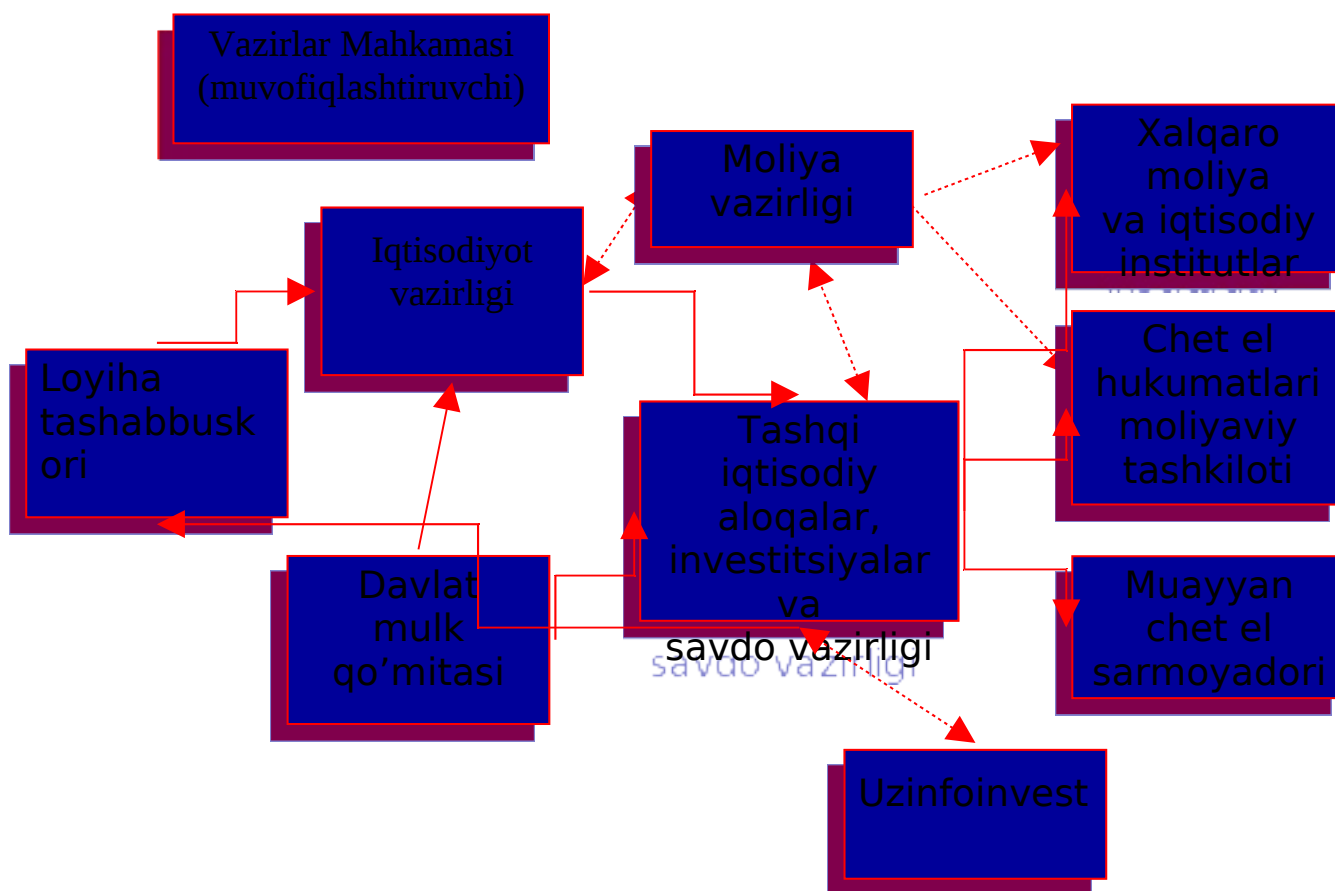 Vazirlar Mahkamasi
(muvofiqlashtiruvchi)
Moliya
vazirligi
Xalqaro
moliya
va iqtisodiy
institutlar
Iqtisodiyot
vazirligi
Loyiha
tashabbusk
ori
Chet el
hukumatlari
moliyaviy
tashkiloti
Tashqi
iqtisodiy
aloqalar,
investitsiyalar
va
savdo vazirligi
Davlat
mulk
qo’mitasi
Muayyan
chet el
sarmoyadori
Uzinfoinvest